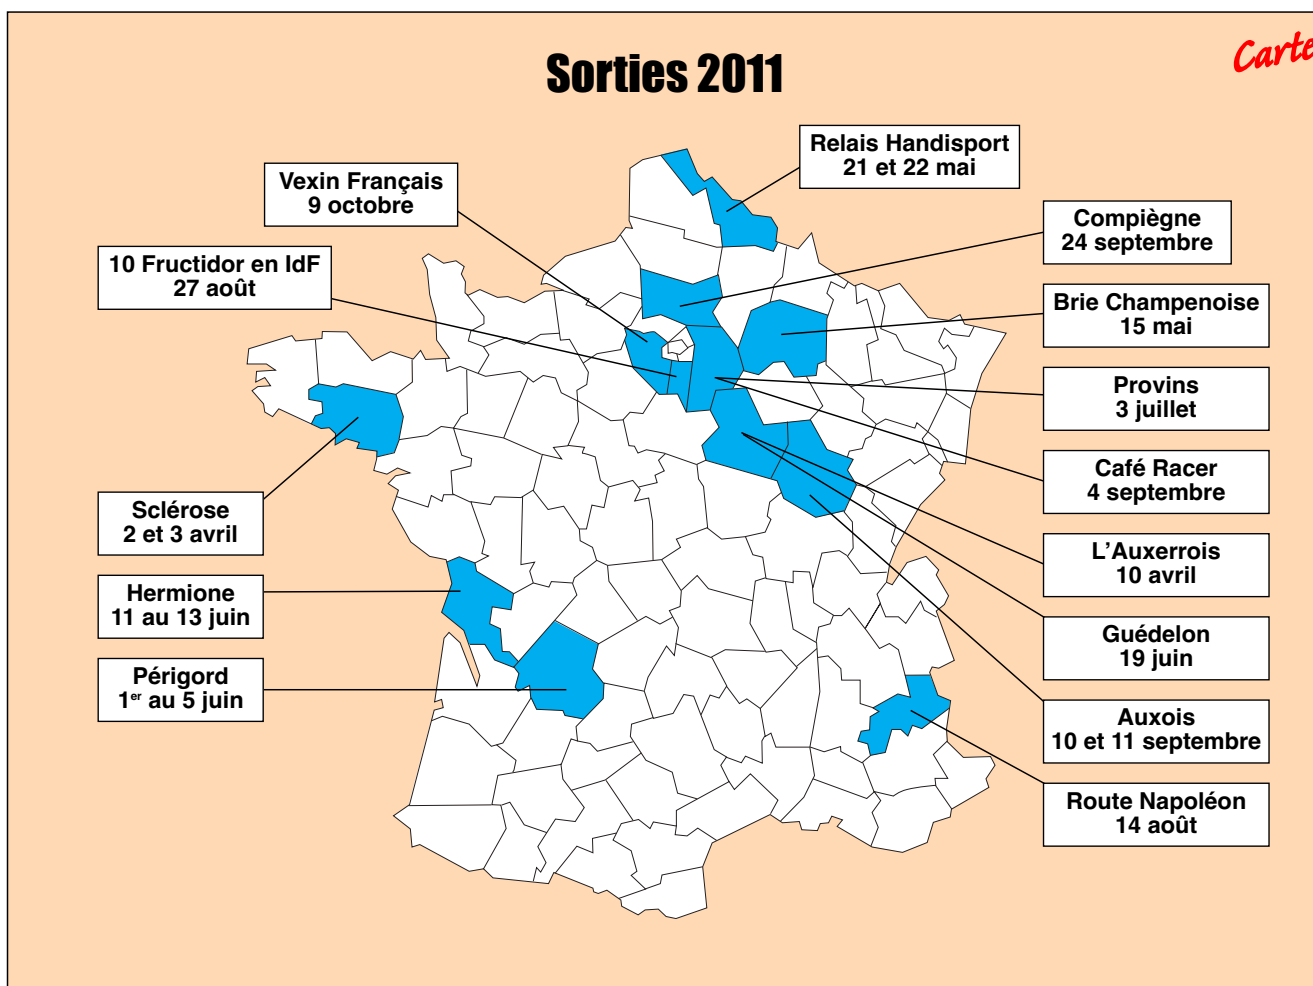 Sorties 2011
Carte
Relais Handisport
21 et 22 mai
Vexin Français
9 octobre
Compiègne
24 septembre
10 Fructidor en IdF
27 août
Brie Champenoise
15 mai
Provins
3 juillet
Café Racer
4 septembre
Sclérose
2 et 3 avril
L'Auxerrois
10 avril
Hermione
11 au 13 juin
Guédelon
19 juin
Périgord
1er au 5 juin
Auxois
10 et 11 septembre
Route Napoléon
14 août